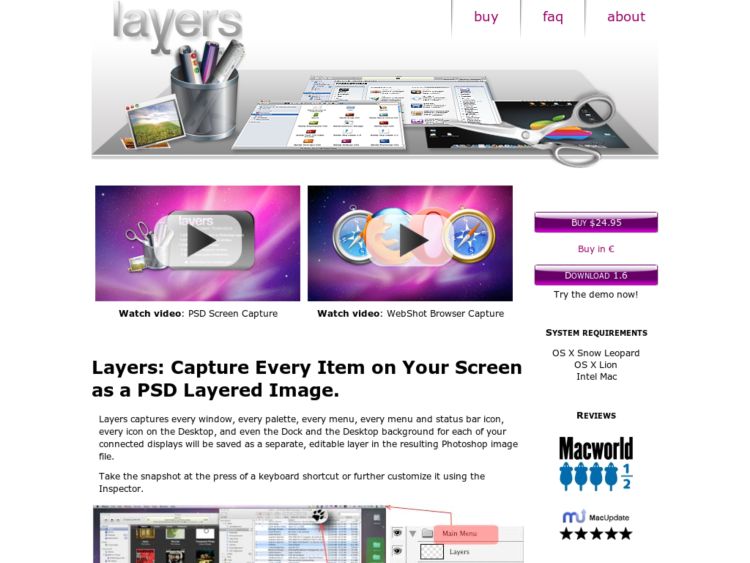 layers
buy
faq
about
layers
Watch video: PSD Screen Capture
Watch video: WebShot Browser Capture
Buy $24.95
Buy in €
Download 1.6
Try the demo now!
System requirements
OS X Snow Leopard
OS X Lion
Intel Mac
Reviews
Macworld
1/2
MacUpdate
Layers: Capture Every Item on Your Screen
as a PSD Layered Image.
Layers captures every window, every palette, every menu, every menu and status bar icon,
every icon on the Desktop, and even the Dock and the Desktop background for each of your
connected displays will be saved as a separate, editable layer in the resulting Photoshop image
file.
Take the snapshot at the press of a keyboard shortcut or further customize it using the
Inspector.
Main Menu
Layers